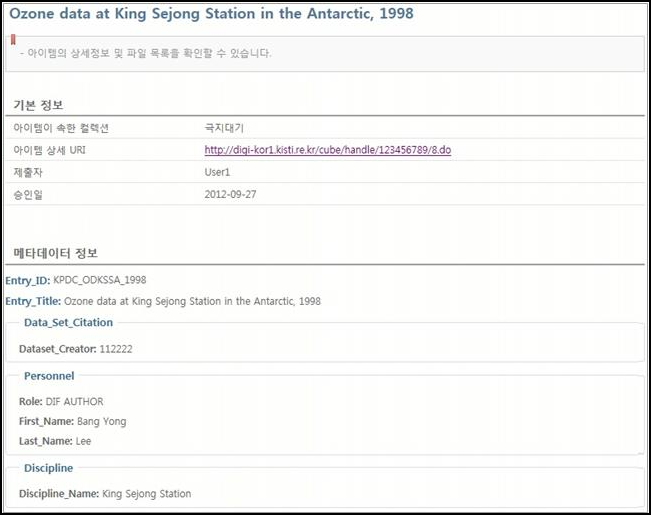 Ozone data at King Sejong Station in the Antarctic, 1998
- 아이템의 상세정보 및 파일 목록을 확인할 수 있습니다.
기본 정보
아이템이 속한 컬렉션 극지대기
아이템 상세 URI http://digi-kor1.kisti.re.kr/cube/handle/123456789/8.do
제출자 User1
승인일 2012-09-27
메타데이터 정보
Entry_ID: KPDC_ODKSSA_1998
Entry_Title: Ozone data at King Sejong Station in the Antarctic, 1998
Data_Set_Citation
Dataset_Creator: 112222
Personnel
Role: DIF AUTHOR
First_Name: Bang Yong
Last_Name: Lee
Discipline
Discipline_Name: King Sejong Station